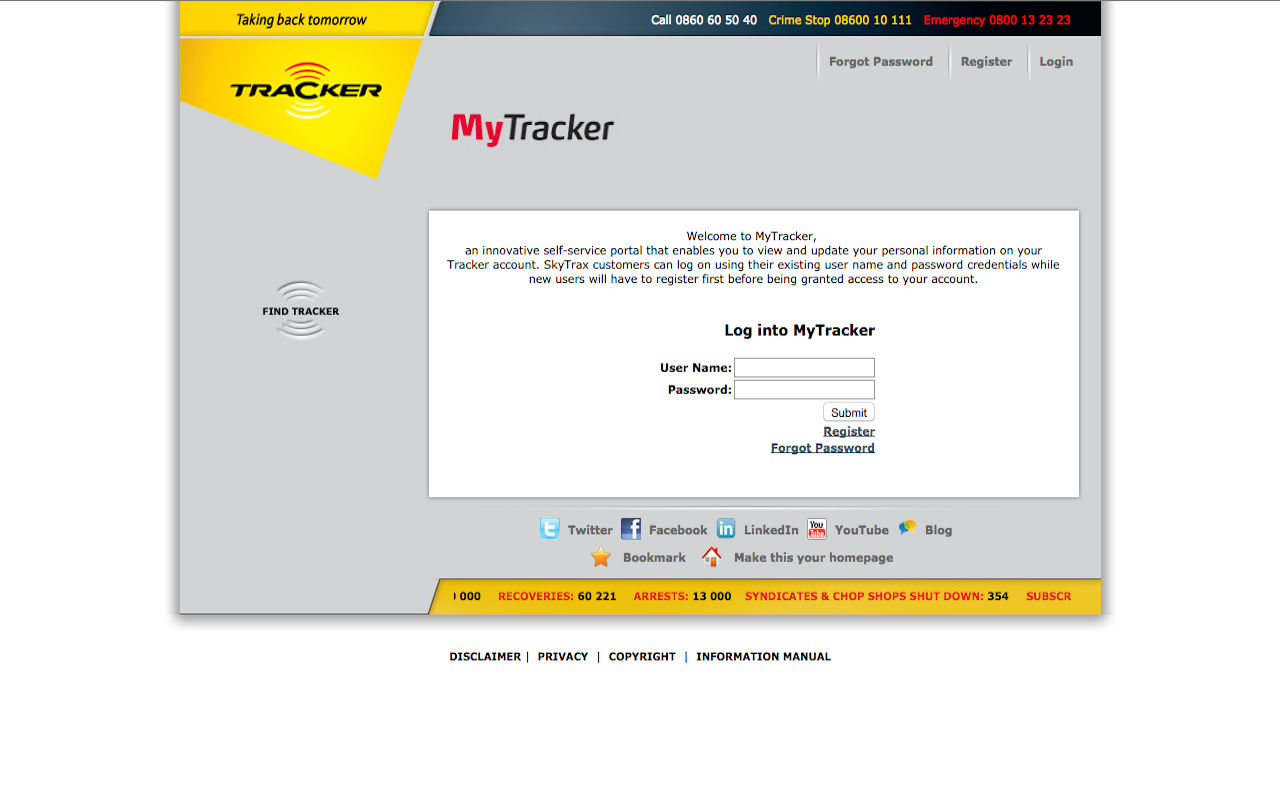 Taking back tomorrow
Call 0860 60 50 40 Crime Stop 08600 10 111 Emergency 0800 13 23 23
Forgot Password Register Login
TRACKER
MyTracker
Welcome to MyTracker,
an innovative self-service portal that enables you to view and update your personal information on your
Tracker account. SkyTrax customers can log on using their existing user name and password credentials while
new users will have to register first before being granted access to your account.
FIND TRACKER
Log into MyTracker
User Name:
Password:
Submit
Register
Forgot Password
Twitter Facebook LinkedIn You Tube YouTube Blog
Bookmark Make this your homepage
000 RECOVERIES: 60 221 ARRESTS: 13 000 SYNDICATES & CHOP SHOPS SHUT DOWN: 354 SUBSCR
DISCLAIMER | PRIVACY | COPYRIGHT | INFORMATION MANUAL